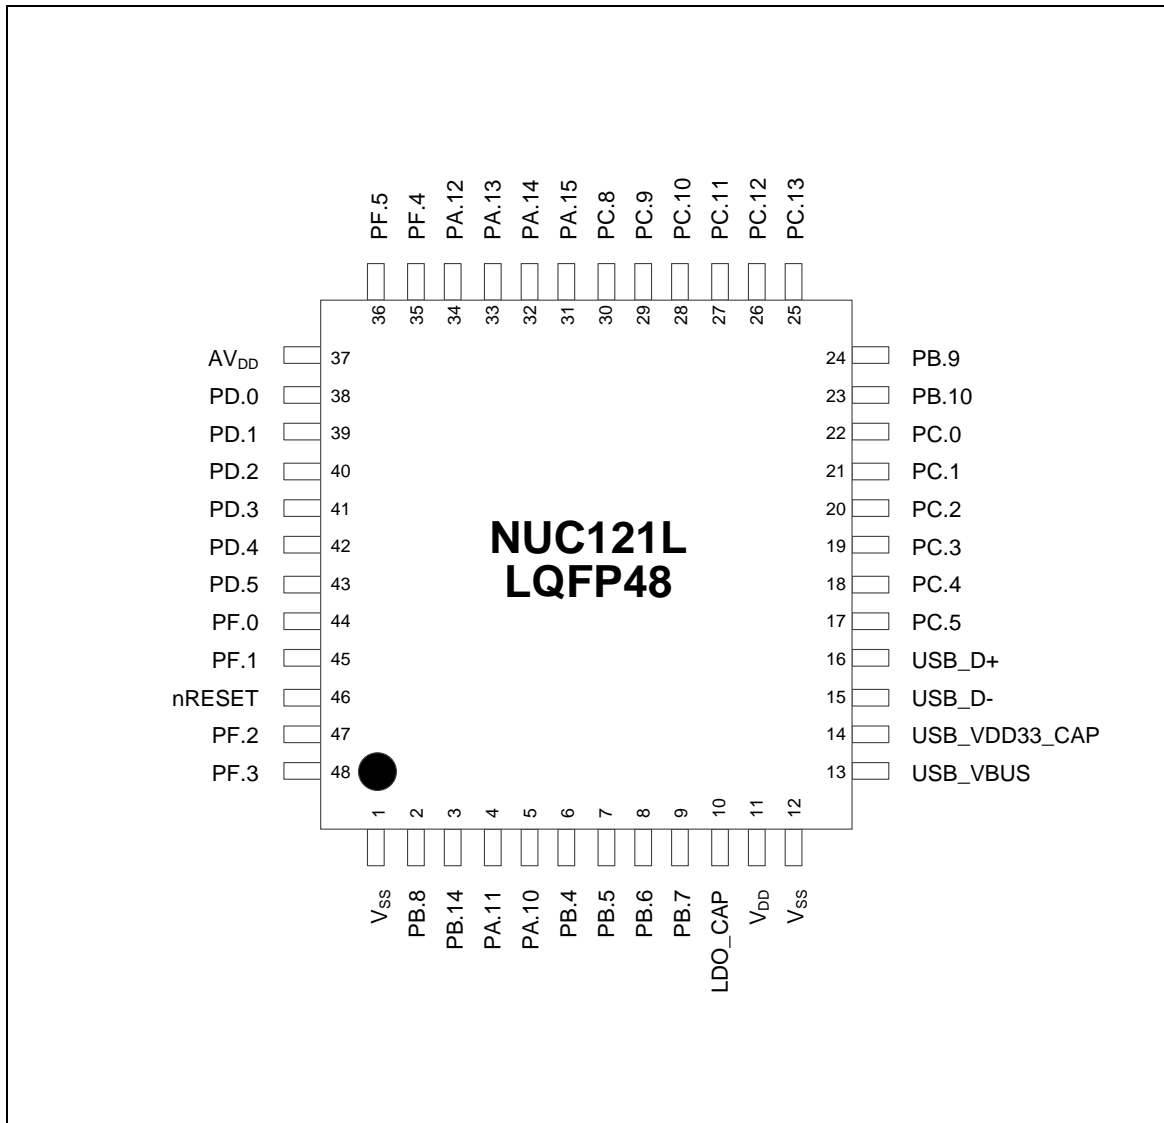 PF.5 PF.4 PA.12 PA.13 PA.14 PA.15 PC.8 PC.9 PC.10 PC.11 PC.12 PC.13
36 35 34 33 32 31 30 29 28 27 26 25
AVDD 37 24 PB.9
PD.0 38 23 PB.10
PD.1 39 22 PC.0
PD.2 40 21 PC.1
PD.3 41 20 PC.2
PD.4 42 19 PC.3
PD.5 43 18 PC.4
PF.0 44 17 PC.5
PF.1 45 16 USB_D+
nRESET 46 15 USB_D-
PF.2 47 14 USB_VDD33_CAP
PF.3 48 13 USB_VBUS
NUC121L
LQFP48
1 2 3 4 5 6 7 8 9 10 11 12
VSS PB.8 PB.14 PA.11 PA.10 PB.4 PB.5 PB.6 PB.7 LDO_CAP VDD VSS